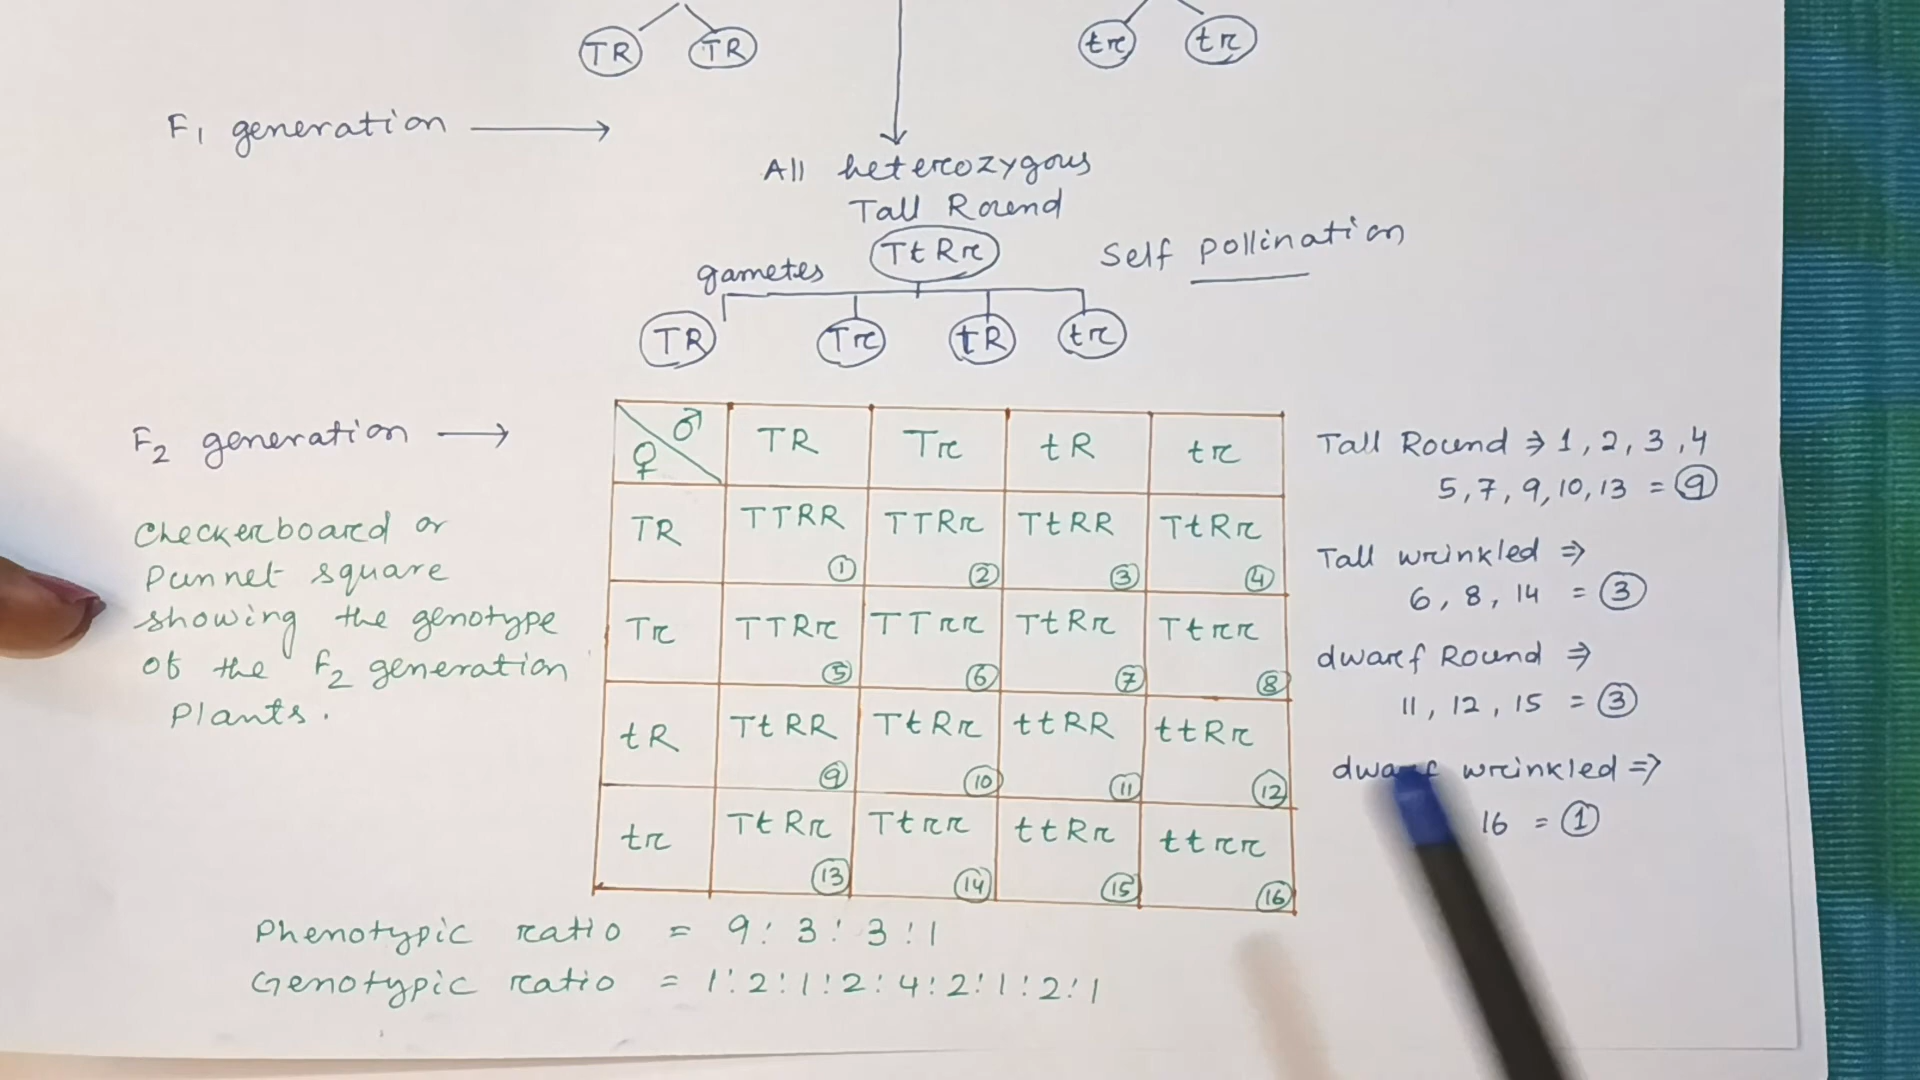 TR TR tr tr
F1 generation →
All heterozygous
Tall Round
TtRr
gametes
Self pollination
TR Tr tR tr
F2 generation →
Checkerboard or
Punnet square
showing the genotype
of the F2 generation
Plants.
♂ ♀ TR Tr tR tr
TR TTRR ① TTRr ② TtRR ③ TtRr ④
Tr TTRr ⑤ TTrr ⑥ TtRr ⑦ Ttrr ⑧
tR TtRR ⑨ TtRr ⑩ ttRR ⑪ ttRr ⑫
tr TtRr ⑬ Ttrr ⑭ ttRr ⑮ ttrr ⑯
Tall Round ⇒ 1, 2, 3, 4
5, 7, 9, 10, 13 = ⑨
Tall wrinkled ⇒
6, 8, 14 = ③
dwarf Round ⇒
11, 12, 15 = ③
dwarf wrinkled ⇒
16 = ①
Phenotypic ratio = 9 : 3 : 3 : 1
Genotypic ratio = 1 : 2 : 1 : 2 : 4 : 2 : 1 : 2 : 1